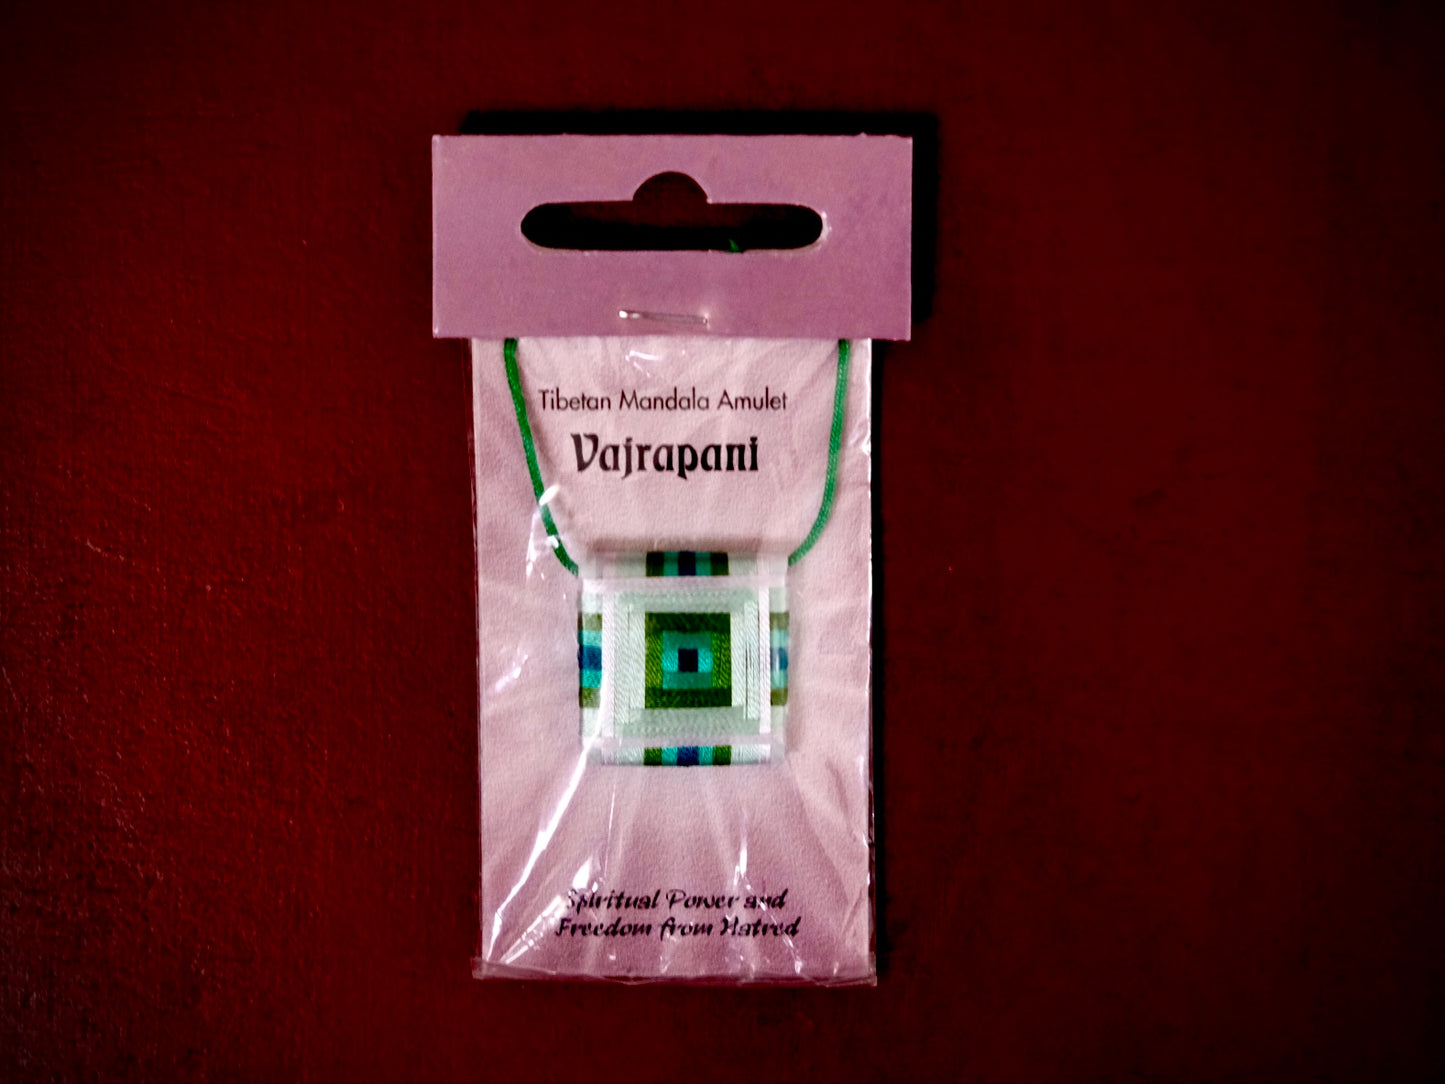 Tibetan Mandala Amulet
Vajrapani
Spiritual Power and
Freedom from Hatred